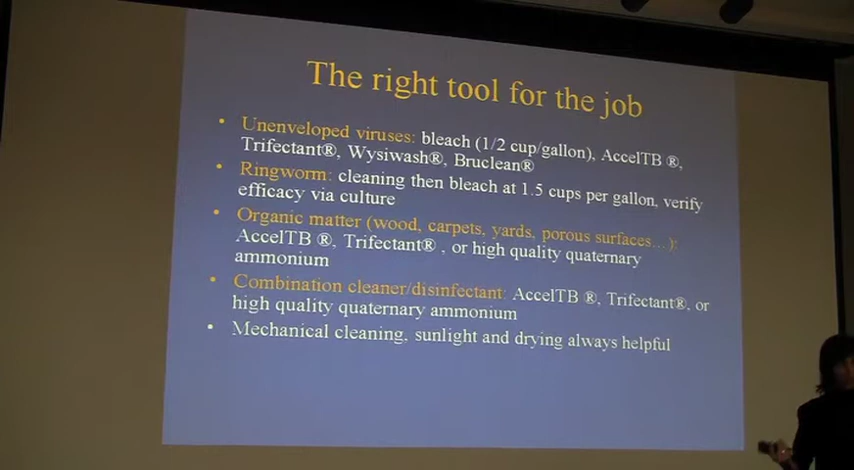 The right tool for the job
• Unenveloped viruses: bleach (1/2 cup/gallon), AccelTB ®,
Trifectant®, Wysiwash®, Bruclean®
• Ringworm: cleaning then bleach at 1.5 cups per gallon, verify
efficacy via culture
• Organic matter (wood, carpets, yards, porous surfaces...):
AccelTB ®, Trifectant® , or high quality quaternary
ammonium
• Combination cleaner/disinfectant: AccelTB ®, Trifectant®, or
high quality quaternary ammonium
• Mechanical cleaning, sunlight and drying always helpful